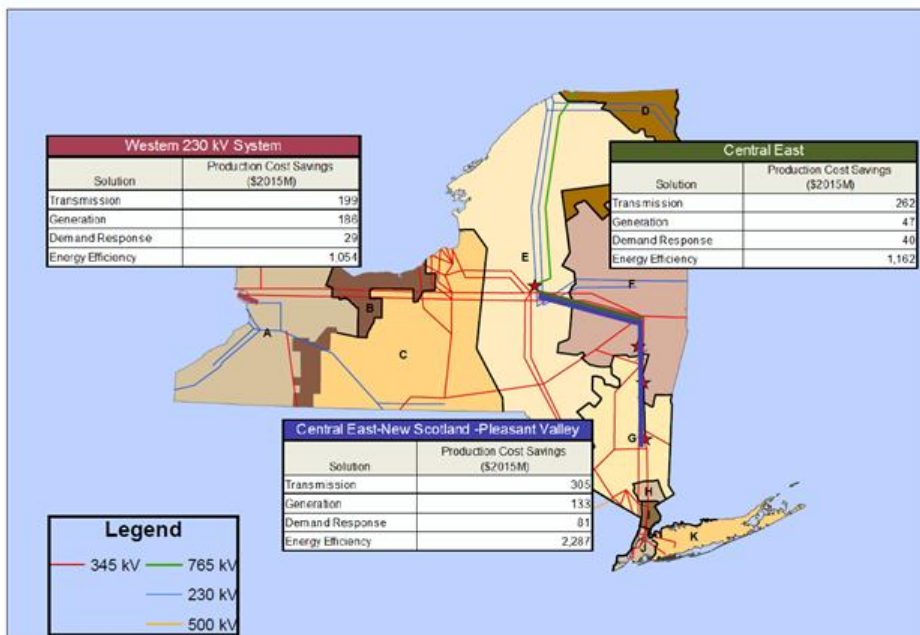 D
Western 230 kV System
Solution Production Cost Savings ($2015M)
Transmission 199
Generation 186
Demand Response 29
Energy Efficiency 1,054
Central East
Solution Production Cost Savings ($2015M)
Transmission 262
Generation 47
Demand Response 40
Energy Efficiency 1,162
E
F
B
A
C
Central East-New Scotland -Pleasant Valley
Solution Production Cost Savings ($2015M)
Transmission 305
Generation 133
Demand Response 81
Energy Efficiency 2,287
G
H
J
K
Legend
345 kV 765 kV
230 kV
500 kV